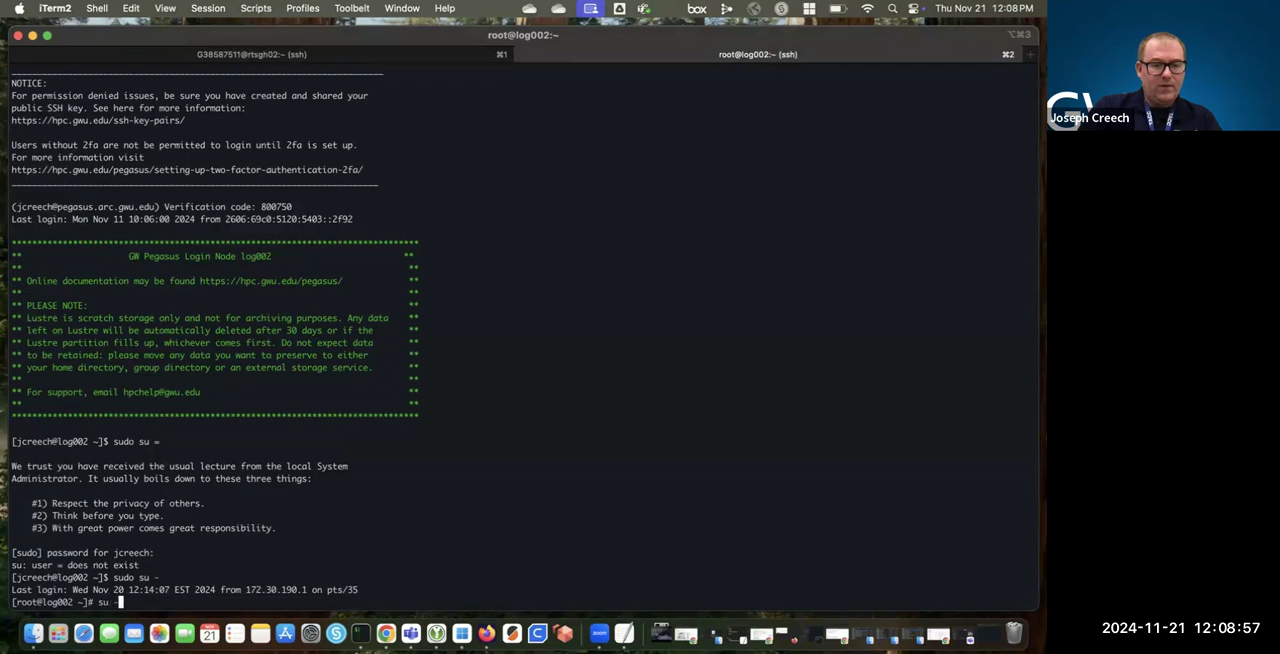 iTerm2 Shell Edit View Session Scripts Profiles Toolbelt Window Help box Thu Nov 21 12:08 PM
root@log002:~ ⌥⌘3
G38587511@rtsgh02:~ (ssh) ⌘1 root@log002:~ (ssh) ⌘2
NOTICE:
For permission denied issues, be sure you have created and shared your
public SSH key. See here for more information:
https://hpc.gwu.edu/ssh-key-pairs/
Users without 2fa are not be permitted to login until 2fa is set up.
For more information visit
https://hpc.gwu.edu/pegasus/setting-up-two-factor-authentication-2fa/
(jcreech@pegasus.arc.gwu.edu) Verification code: 800750
Last login: Mon Nov 11 10:06:00 2024 from 2606:69c0:5120:5403::2f92
** GW Pegasus Login Node log002 **
** **
** Online documentation may be found https://hpc.gwu.edu/pegasus/ **
** **
** PLEASE NOTE: **
** Lustre is scratch storage only and not for archiving purposes. Any data **
** left on Lustre will be automatically deleted after 30 days or if the **
** Lustre partition fills up, whichever comes first. Do not expect data **
** to be retained: please move any data you want to preserve to either **
** your home directory, group directory or an external storage service. **
** **
** For support, email hpchelp@gwu.edu **
** **
[jcreech@log002 ~]$ sudo su =
We trust you have received the usual lecture from the local System
Administrator. It usually boils down to these three things:
#1) Respect the privacy of others.
#2) Think before you type.
#3) With great power comes great responsibility.
[sudo] password for jcreech:
su: user = does not exist
[jcreech@log002 ~]$ sudo su -
Last login: Wed Nov 20 12:14:07 EST 2024 from 172.30.190.1 on pts/35
[root@log002 ~]# su -
Joseph Creech
2024-11-21 12:08:57